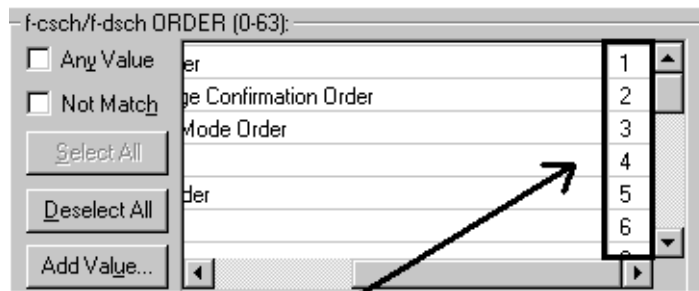 f-csch/f-dsch ORDER (0-63):
Any Value
Not Match
Select All
Deselect All
Add Value...
er 1
ge Confirmation Order 2
Mode Order 3
4
der 5
6